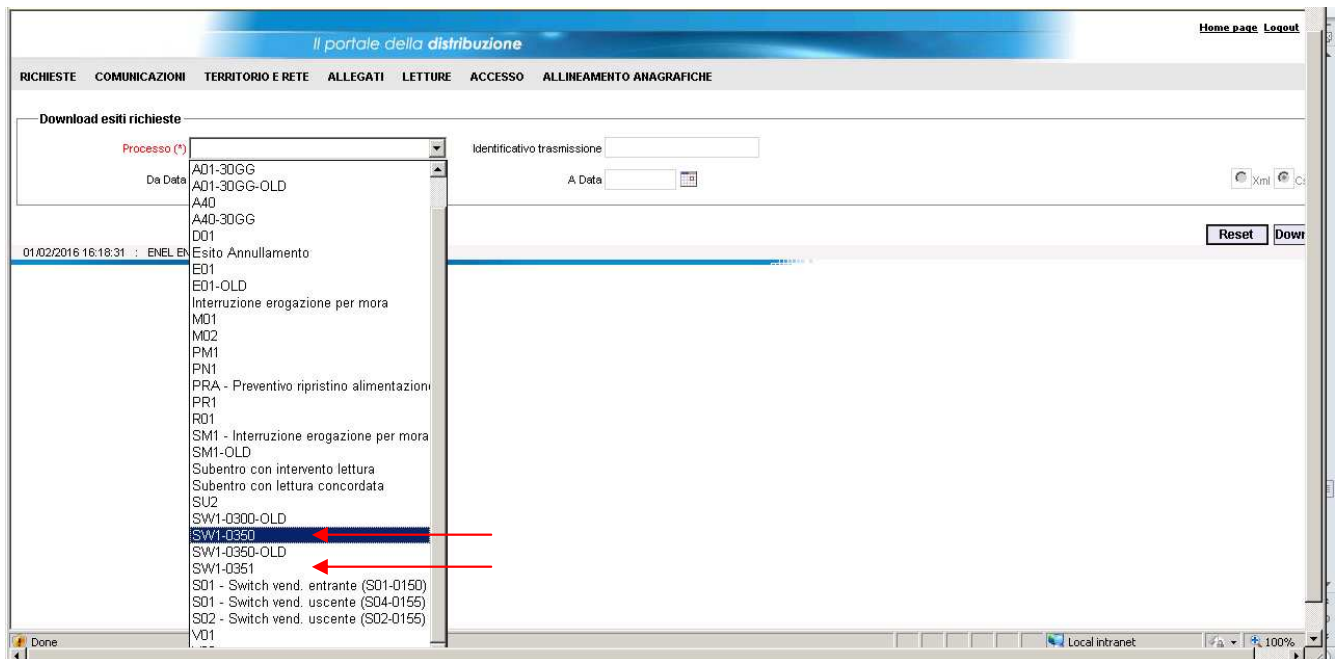 Home page Logout
Il portale della distribuzione
RICHIESTE COMUNICAZIONI TERRITORIO E RETE ALLEGATI LETTURE ACCESSO ALLINEAMENTO ANAGRAFICHE
Download esiti richieste
Processo (*) Identificativo trasmissione
Da Data A Data Xml
A01-30GG
A01-30GG-OLD
A40
A40-30GG
D01
Esito Annullamento
E01
E01-OLD
Interruzione erogazione per mora
M01
M02
PM1
PN1
PRA - Preventivo ripristino alimentazion
PR1
R01
SM1 - Interruzione erogazione per mora
SM1-OLD
Subentro con intervento lettura
Subentro con lettura concordata
SU2
SW1-0300-OLD
SW1-0350
SW1-0350-OLD
SW1-0351
S01 - Switch vend. entrante (S01-0150)
S01 - Switch vend. uscente (S04-0155)
S02 - Switch vend. uscente (S02-0155)
V01
Reset Dow
01/02/2016 16:18:31 : ENEL EN
Done Local intranet 100%